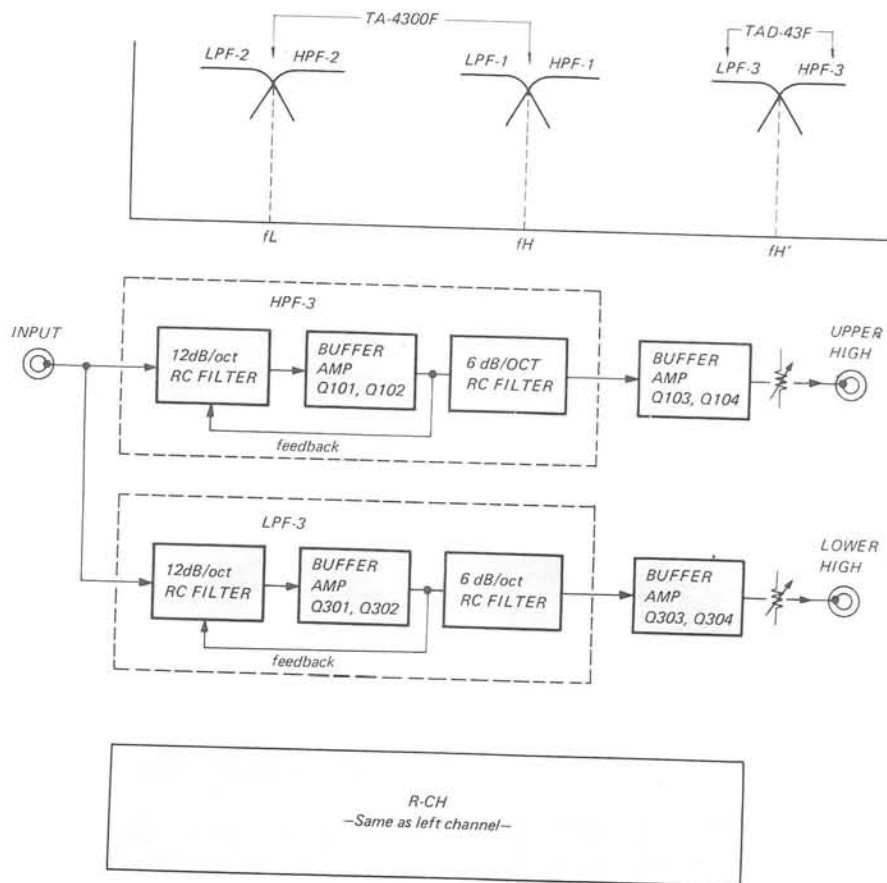 TA-4300F
TAD-43F
LPF-2 HPF-2
LPF-1 HPF-1
LPF-3 HPF-3
fL
fH
fH'
HPF-3
INPUT
12dB/oct
RC FILTER
BUFFER
AMP
Q101, Q102
6 dB/OCT
RC FILTER
BUFFER
AMP
Q103, Q104
UPPER
HIGH
feedback
LPF-3
12dB/oct
RC FILTER
BUFFER
AMP
Q301, Q302
6 dB/oct
RC FILTER
BUFFER
AMP
Q303, Q304
LOWER
HIGH
feedback
R-CH
—Same as left channel—